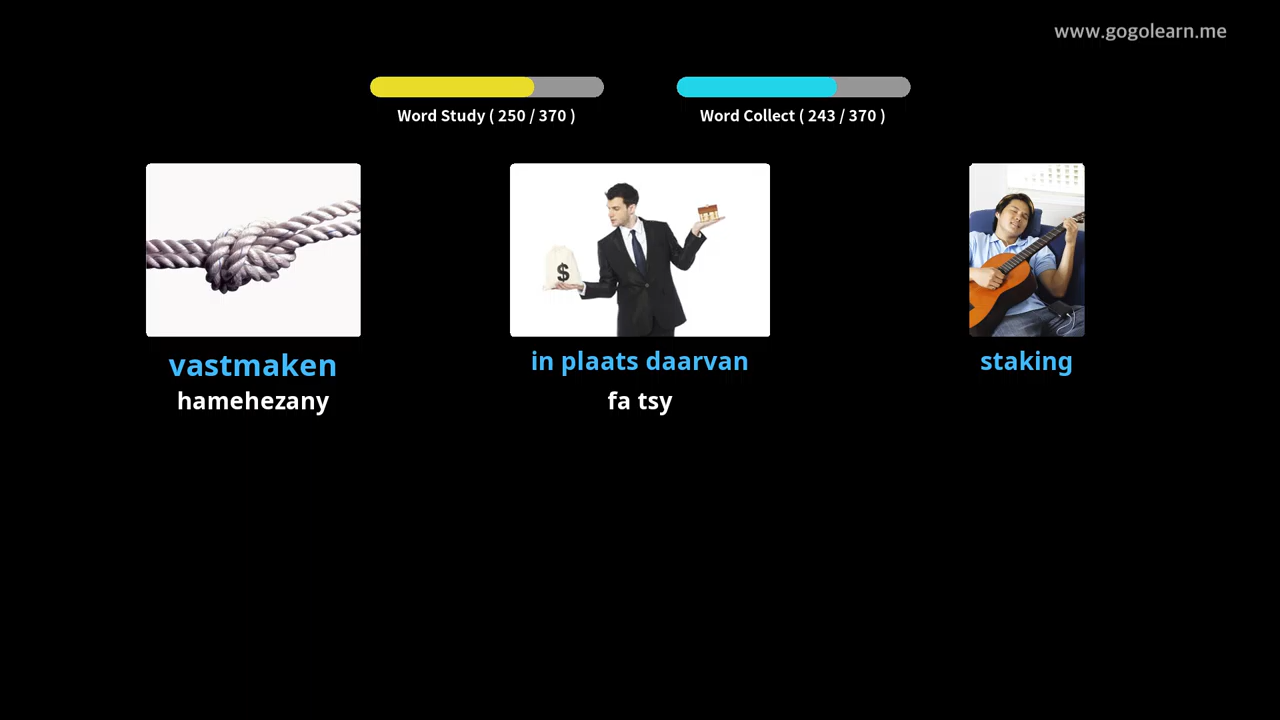 www.gogolearn.me
Word Study ( 250 / 370 )
Word Collect ( 243 / 370 )
$
vastmaken
in plaats daarvan
staking
hamehezany
fa tsy